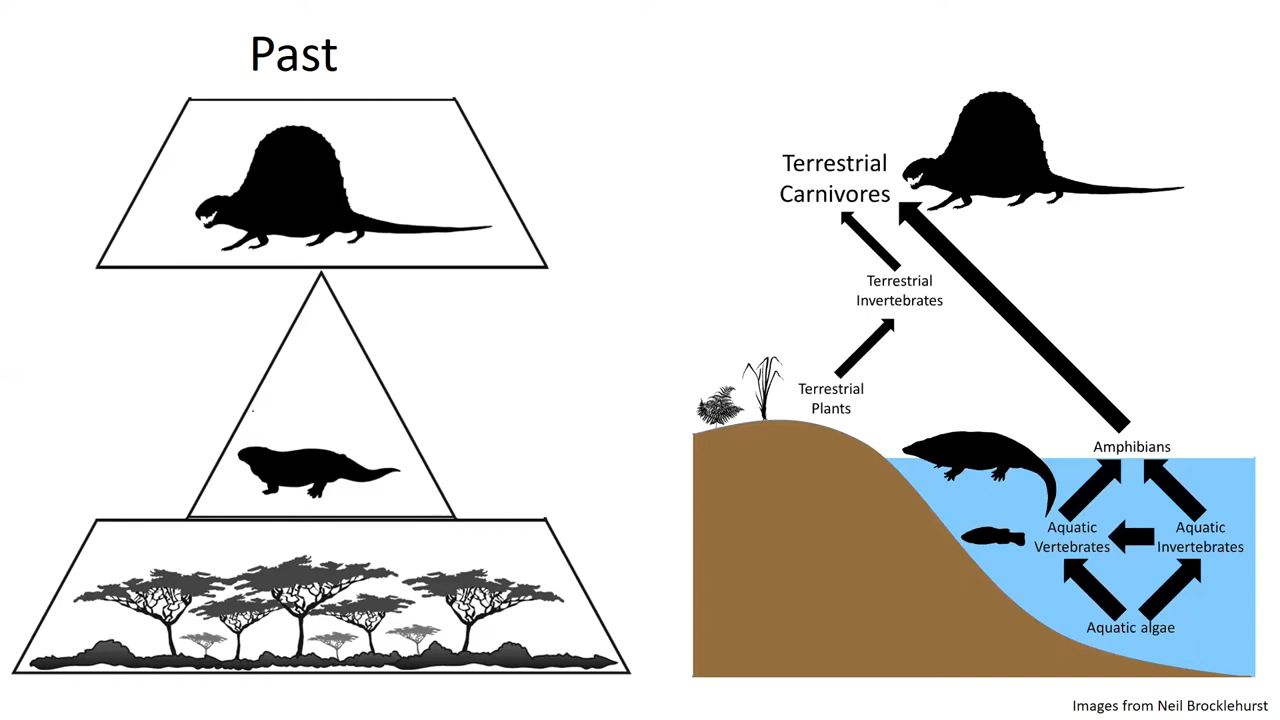 Past
Terrestrial
Carnivores
Terrestrial
Invertebrates
Terrestrial
Plants
Amphibians
Aquatic
Vertebrates
Aquatic
Invertebrates
Aquatic algae
Images from Neil Brocklehurst